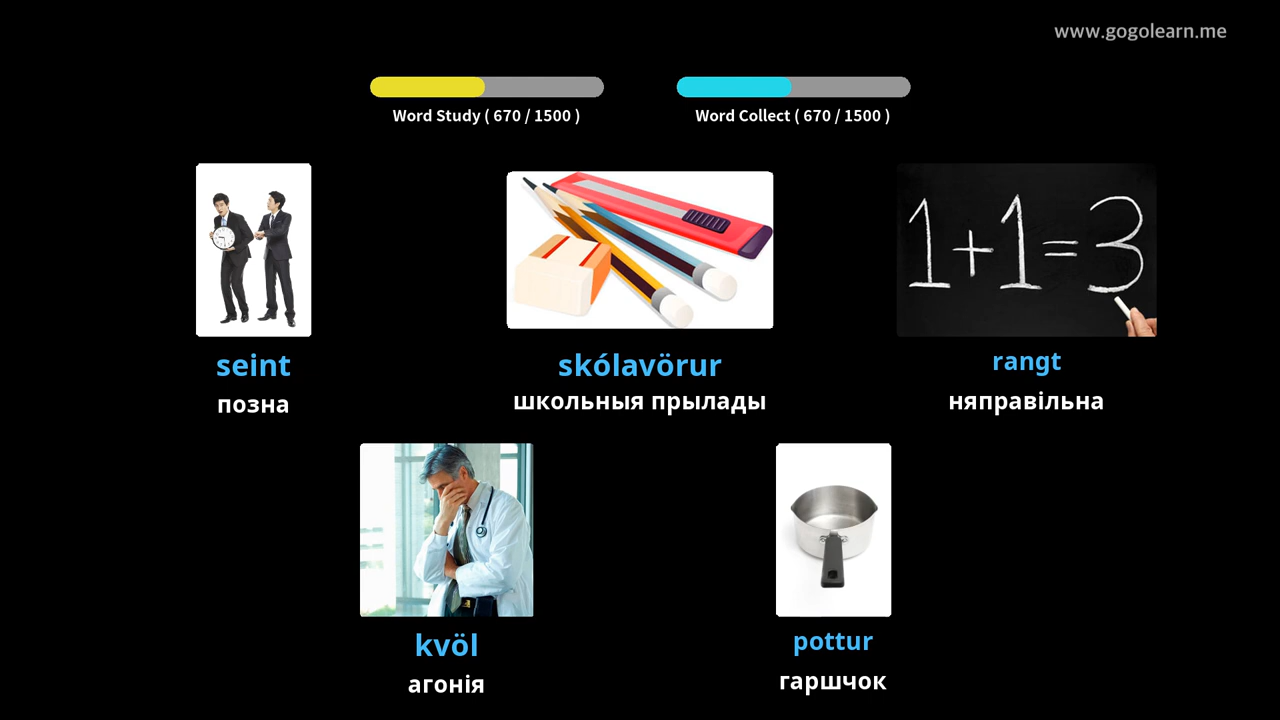 www.gogolearn.me
Word Study ( 670 / 1500 )
Word Collect ( 670 / 1500 )
1+1=3
seint
позна
skólavörur
школьныя прылады
rangt
няправільна
kvöl
агонія
pottur
гаршчок